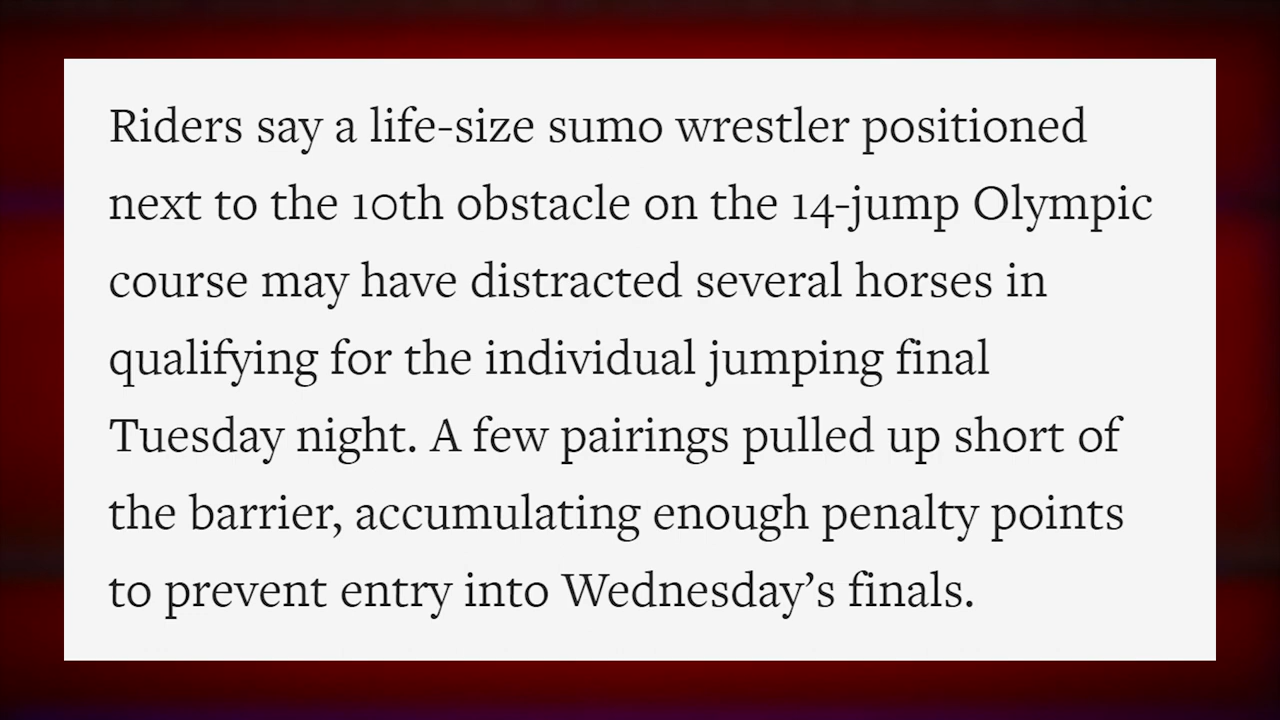 Riders say a life-size sumo wrestler positioned
next to the 10th obstacle on the 14-jump Olympic
course may have distracted several horses in
qualifying for the individual jumping final
Tuesday night. A few pairings pulled up short of
the barrier, accumulating enough penalty points
to prevent entry into Wednesday’s finals.